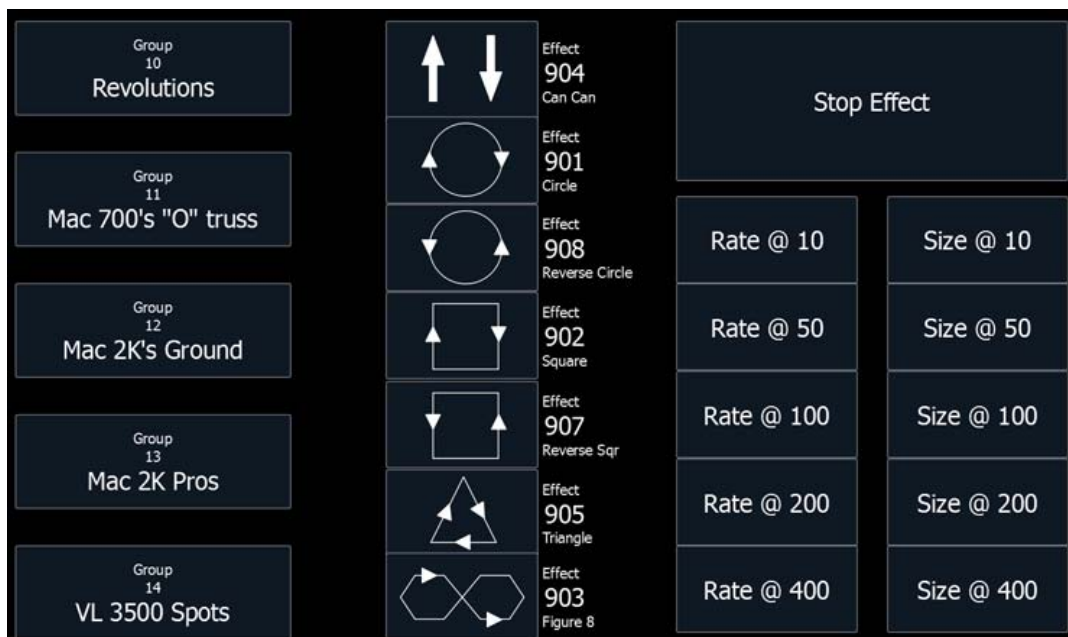 Group
10
Revolutions
Group
11
Mac 700's "O" truss
Group
12
Mac 2K's Ground
Group
13
Mac 2K Pros
Group
14
VL 3500 Spots
Effect
904
Can Can
Effect
901
Circle
Effect
908
Reverse Circle
Effect
902
Square
Effect
907
Reverse Sqr
Effect
905
Triangle
Effect
903
Figure 8
Stop Effect
Rate @ 10
Size @ 10
Rate @ 50
Size @ 50
Rate @ 100
Size @ 100
Rate @ 200
Size @ 200
Rate @ 400
Size @ 400